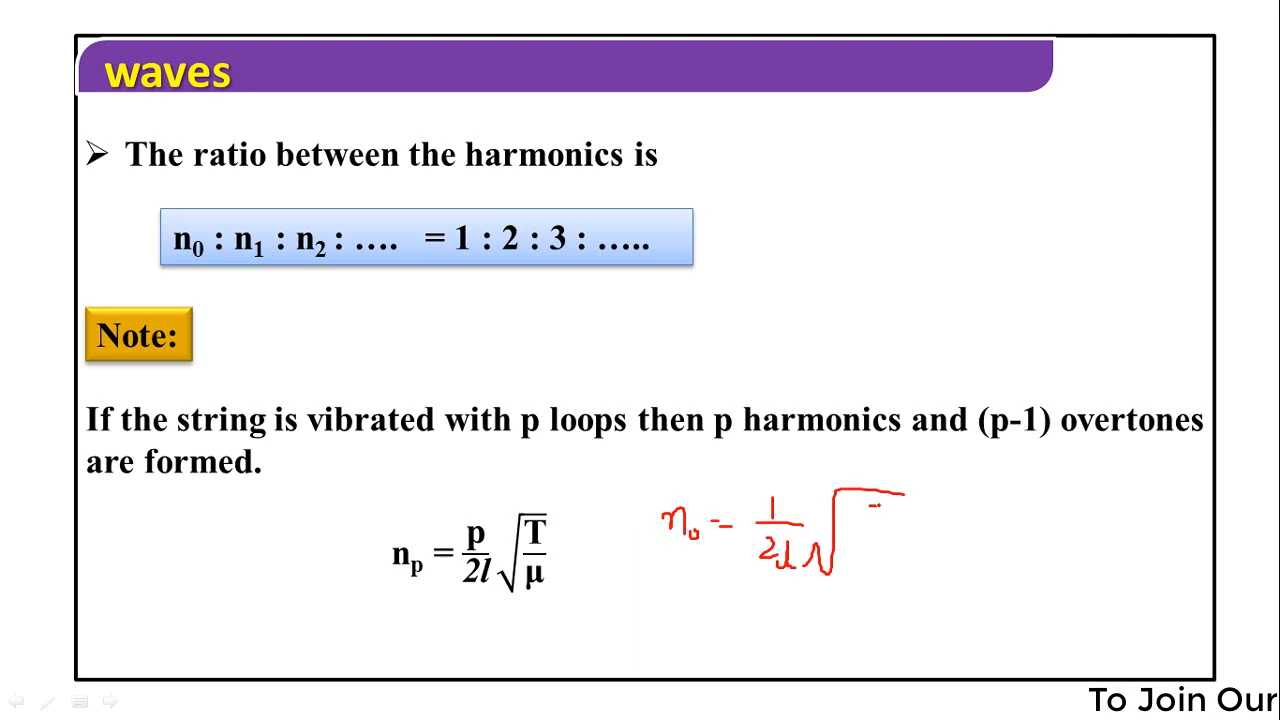 waves
➢ The ratio between the harmonics is
n₀ : n₁ : n₂ : …. = 1 : 2 : 3 : …..
Note:
If the string is vibrated with p loops then p harmonics and (p-1) overtones
are formed.
nₚ = p/2l √(T/μ)
n₀ = 1/2l √
To Join Our